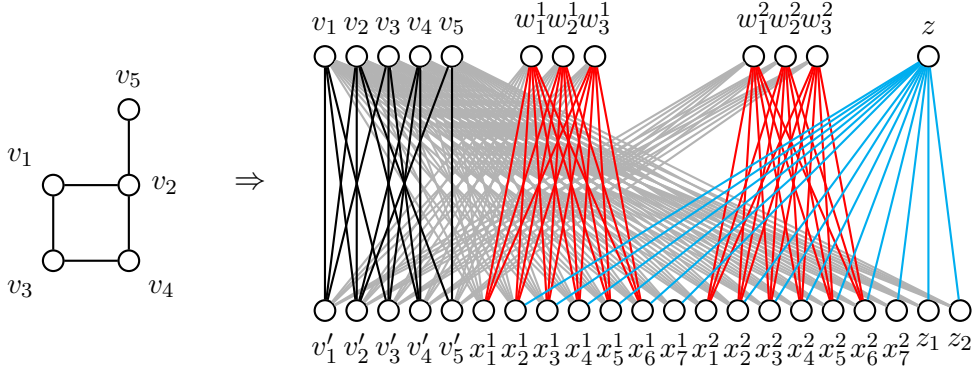 v₁ v₂ v₃ v₄ v₅ w₁¹ w₂¹ w₃¹ w₁² w₂² w₃² z
v₅
v₁
v₂ ⇒
v₃ v₄
v′₁ v′₂ v′₃ v′₄ v′₅ x₁¹ x₂¹ x₃¹ x₄¹ x₅¹ x₆¹ x₇¹ x₁² x₂² x₃² x₄² x₅² x₆² x₇² z₁ z₂